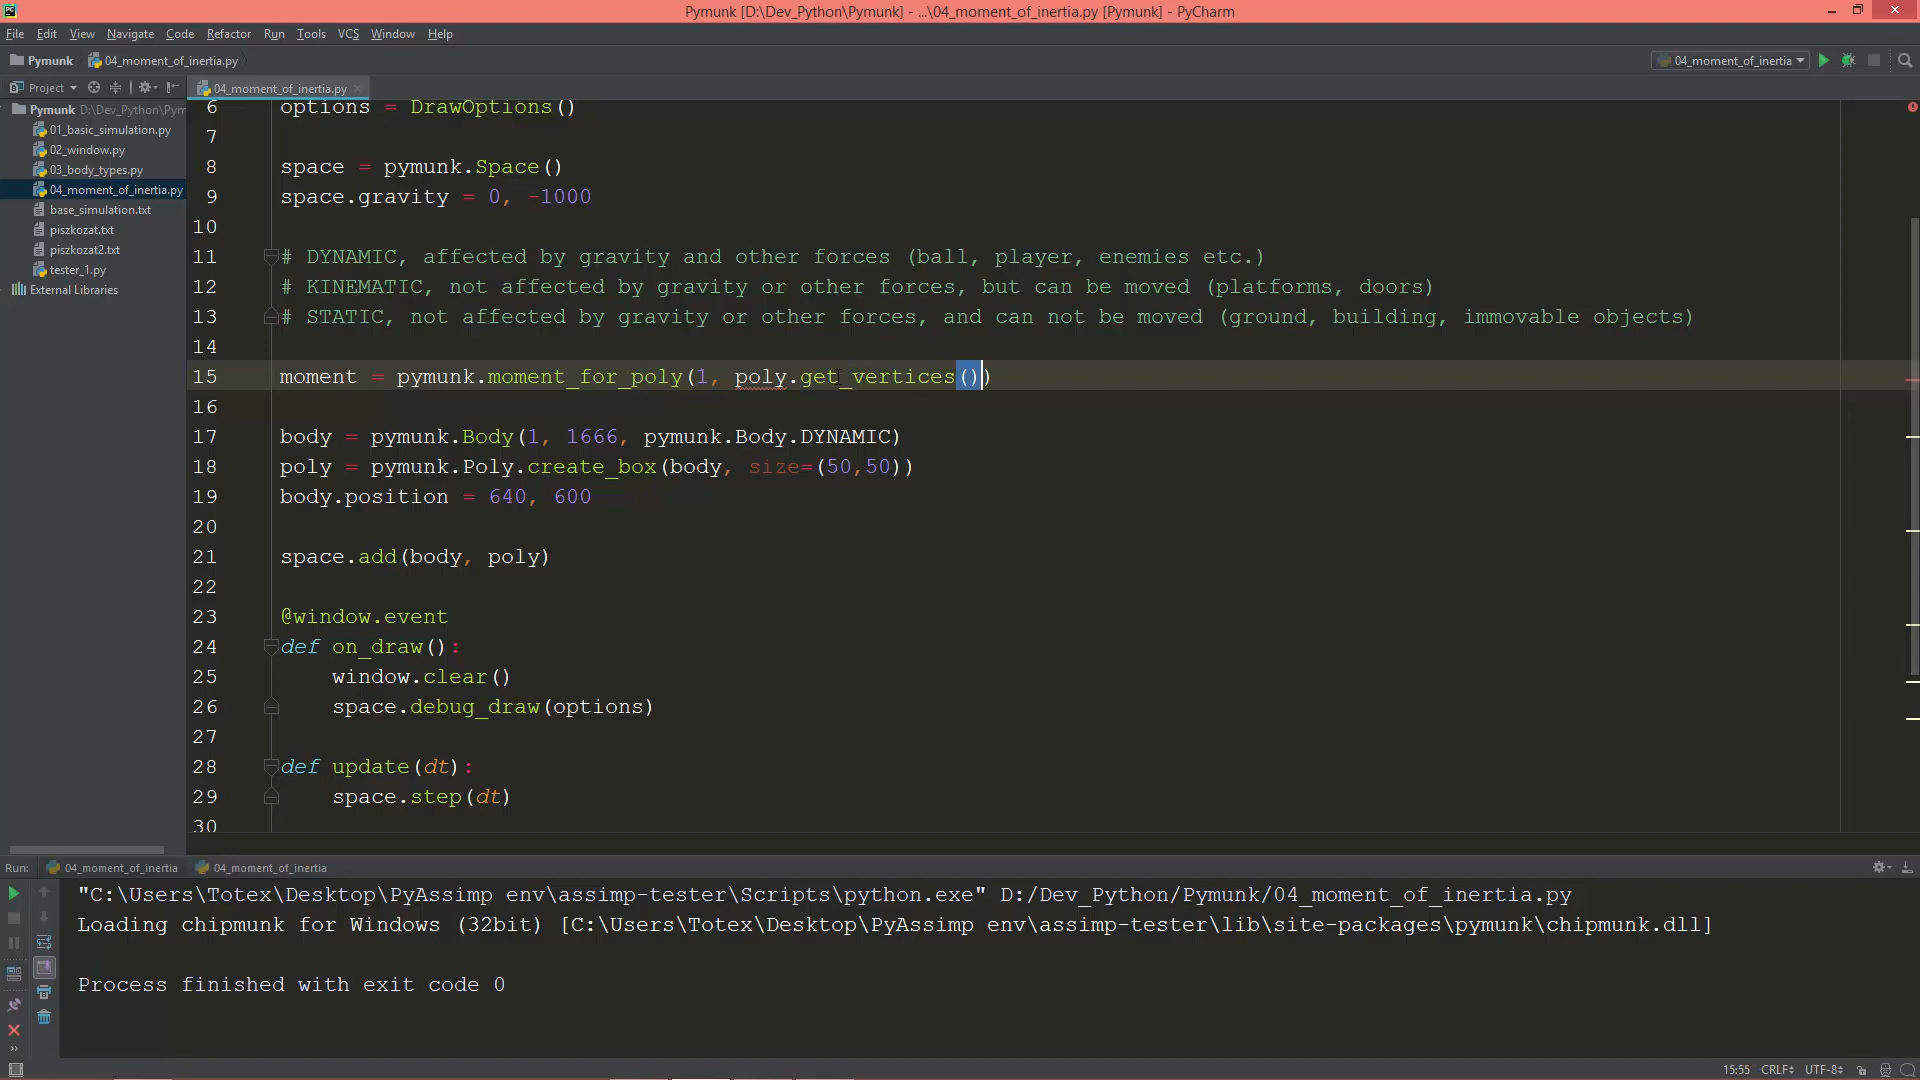 Pymunk [D:\Dev_Python\Pymunk] - ...\04_moment_of_inertia.py [Pymunk] - PyCharm
File Edit View Navigate Code Refactor Run Tools VCS Window Help
Pymunk 04_moment_of_inertia.py 04_moment_of_inertia
Project 04_moment_of_inertia.py
Pymunk D:\Dev_Python\Pym
01_basic_simulation.py
02_window.py
03_body_types.py
04_moment_of_inertia.py
base_simulation.txt
piszkozat.txt
piszkozat2.txt
tester_1.py
External Libraries
6 options = DrawOptions()
7
8 space = pymunk.Space()
9 space.gravity = 0, -1000
10
11 # DYNAMIC, affected by gravity and other forces (ball, player, enemies etc.)
12 # KINEMATIC, not affected by gravity or other forces, but can be moved (platforms, doors)
13 # STATIC, not affected by gravity or other forces, and can not be moved (ground, building, immovable objects)
14
15 moment = pymunk.moment_for_poly(1, poly.get_vertices())
16
17 body = pymunk.Body(1, 1666, pymunk.Body.DYNAMIC)
18 poly = pymunk.Poly.create_box(body, size=(50,50))
19 body.position = 640, 600
20
21 space.add(body, poly)
22
23 @window.event
24 def on_draw():
25 window.clear()
26 space.debug_draw(options)
27
28 def update(dt):
29 space.step(dt)
30
Run: 04_moment_of_inertia 04_moment_of_inertia
"C:\Users\Totex\Desktop\PyAssimp env\assimp-tester\Scripts\python.exe" D:/Dev_Python/Pymunk/04_moment_of_inertia.py
Loading chipmunk for Windows (32bit) [C:\Users\Totex\Desktop\PyAssimp env\assimp-tester\lib\site-packages\pymunk\chipmunk.dll]
Process finished with exit code 0
15:55 CRLF UTF-8